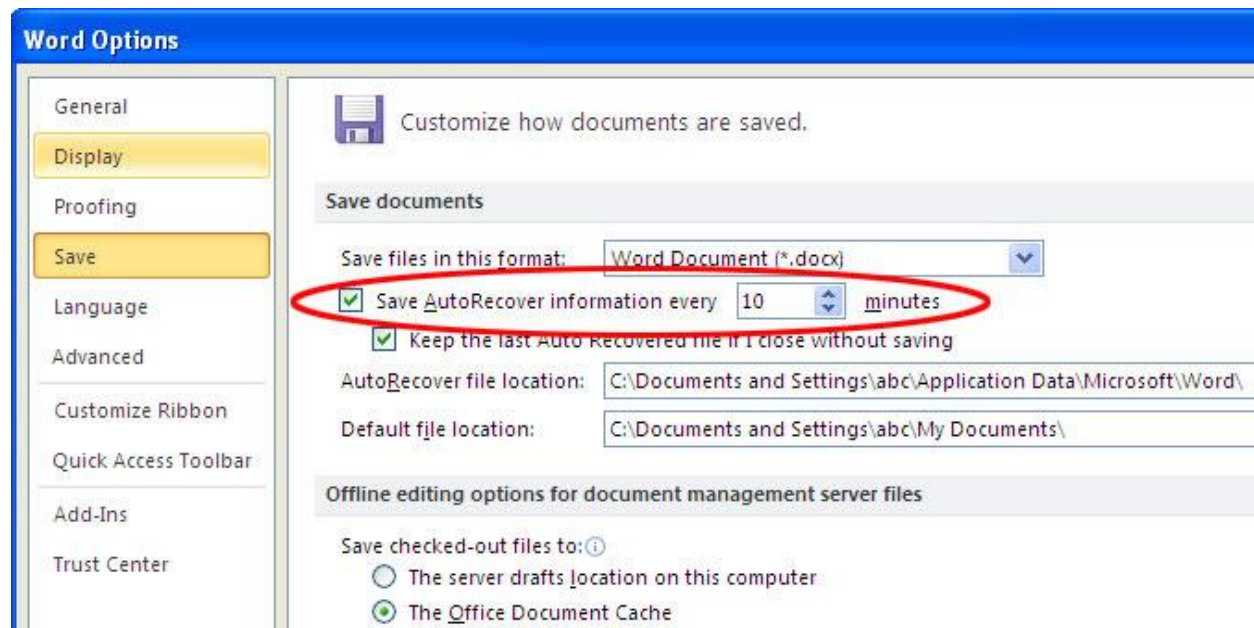 Word Options
General
Display
Proofing
Save
Language
Advanced
Customize Ribbon
Quick Access Toolbar
Add-Ins
Trust Center
Customize how documents are saved.
Save documents
Save files in this format: Word Document (*.docx)
Save AutoRecover information every 10 minutes
Keep the last Auto Recovered file if I close without saving
AutoRecover file location: C:\Documents and Settings\abc\Application Data\Microsoft\Word\
Default file location: C:\Documents and Settings\abc\My Documents\
Offline editing options for document management server files
Save checked-out files to:
The server drafts location on this computer
The Office Document Cache